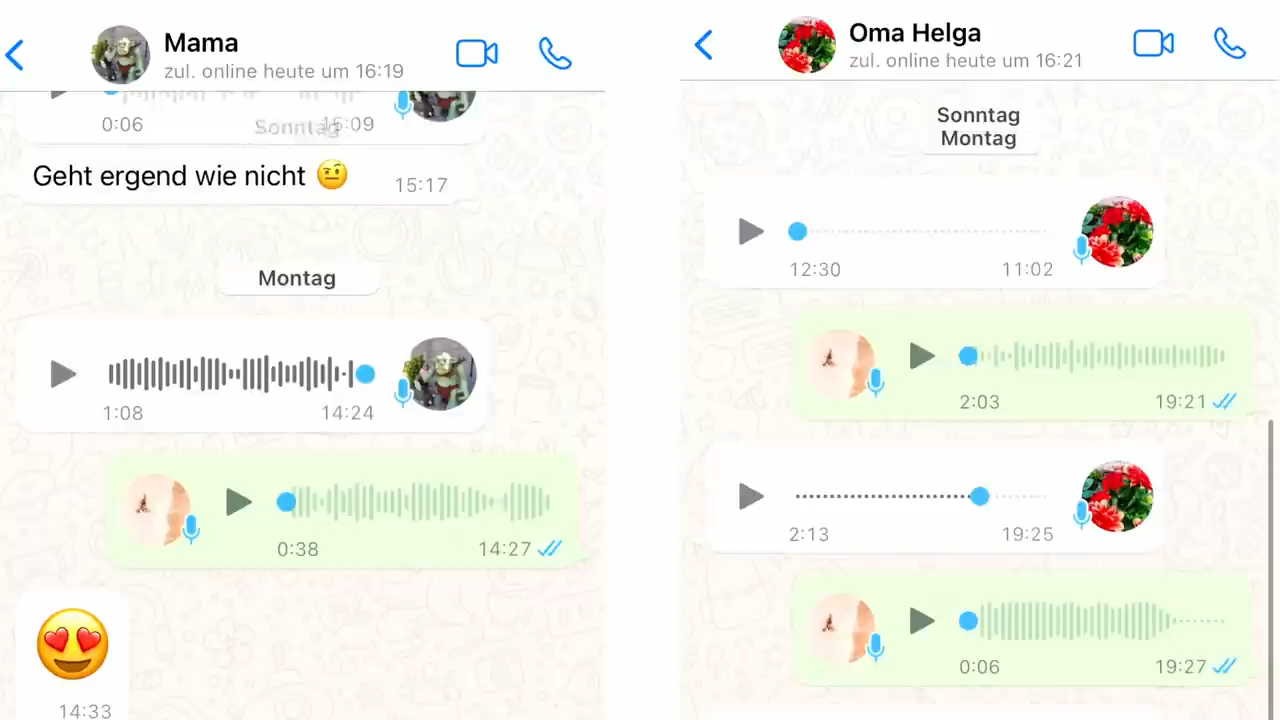 Mama
zul. online heute um 16:19
0:06
Sonntag
15:09
Geht ergend wie nicht 🤨
15:17
Montag
1:08
14:24
0:38
14:27
😍
14:33
Oma Helga
zul. online heute um 16:21
Sonntag
Montag
12:30
11:02
2:03
19:21
2:13
19:25
0:06
19:27